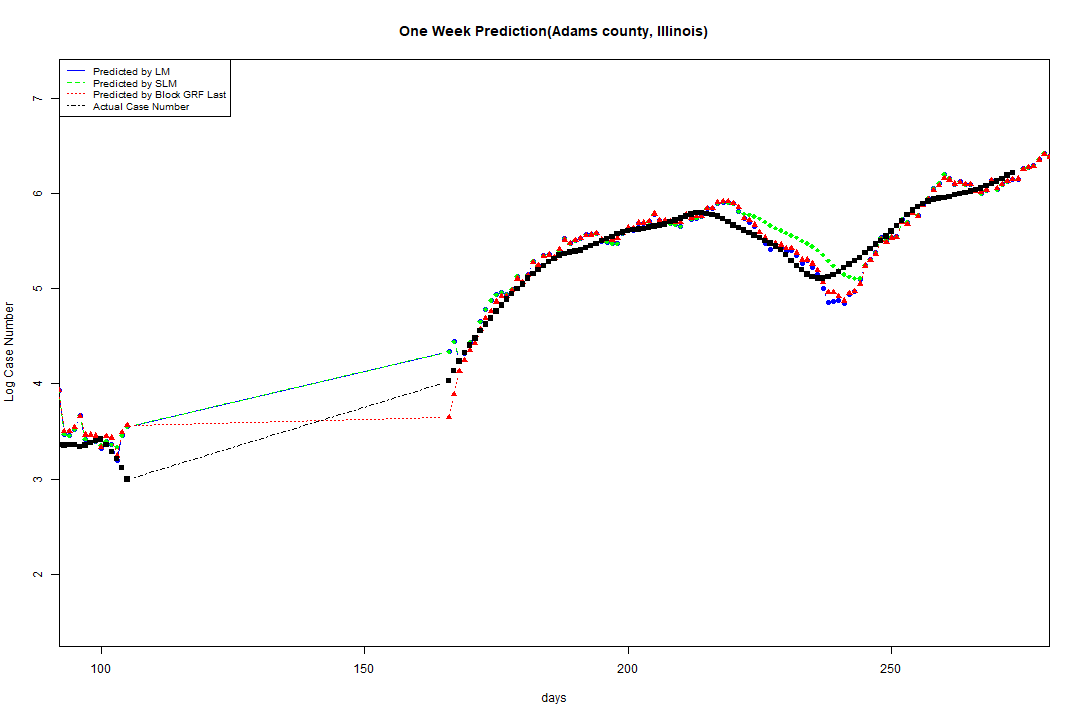 One Week Prediction(Adams county, Illinois)
Predicted by LM
Predicted by SLM
Predicted by Block GRF Last
Actual Case Number
7
6
5
4
3
2
Log Case Number
100
150
200
250
days